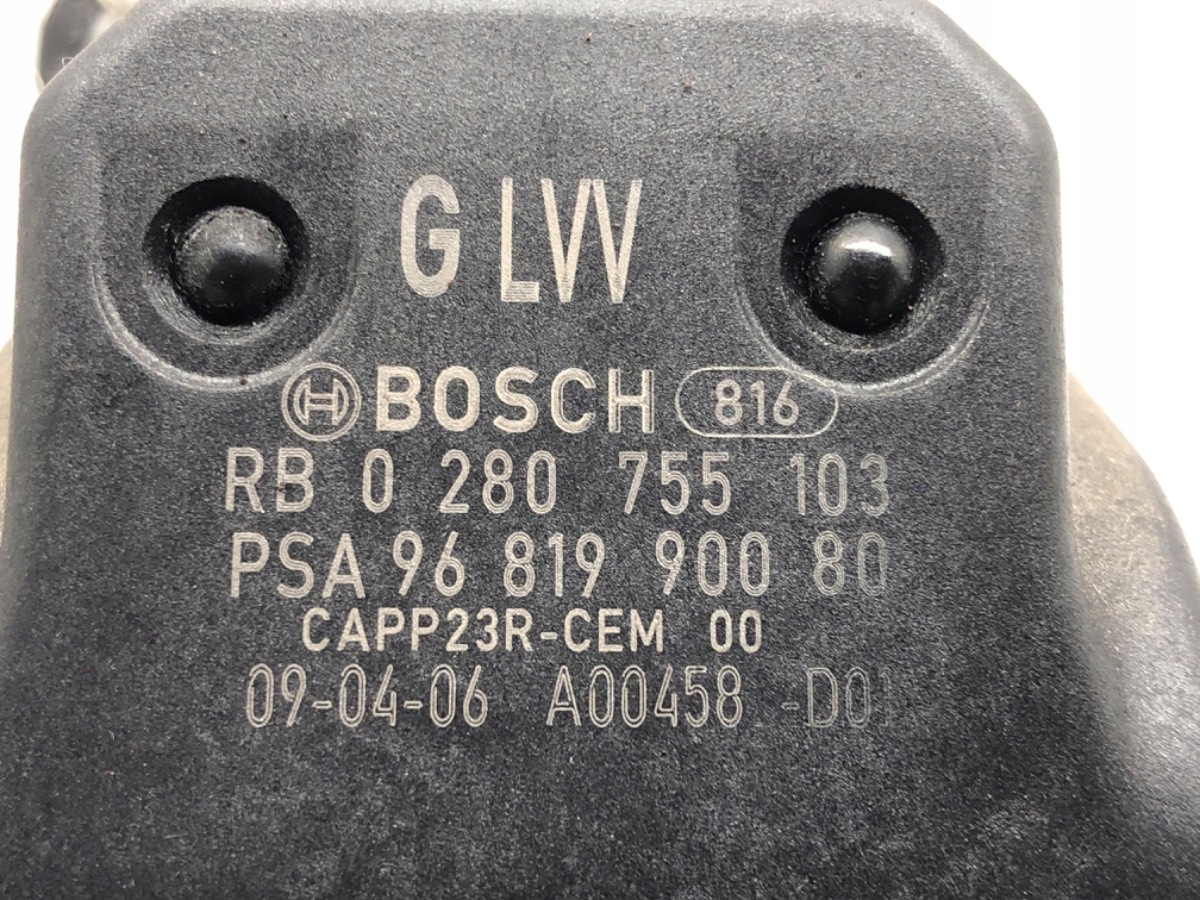 G LVV
BOSCH 816
RB 0 280 755 103
PSA 96 819 900 80
CAPP23R-CEM 00
09-04-06 A00458 -D01